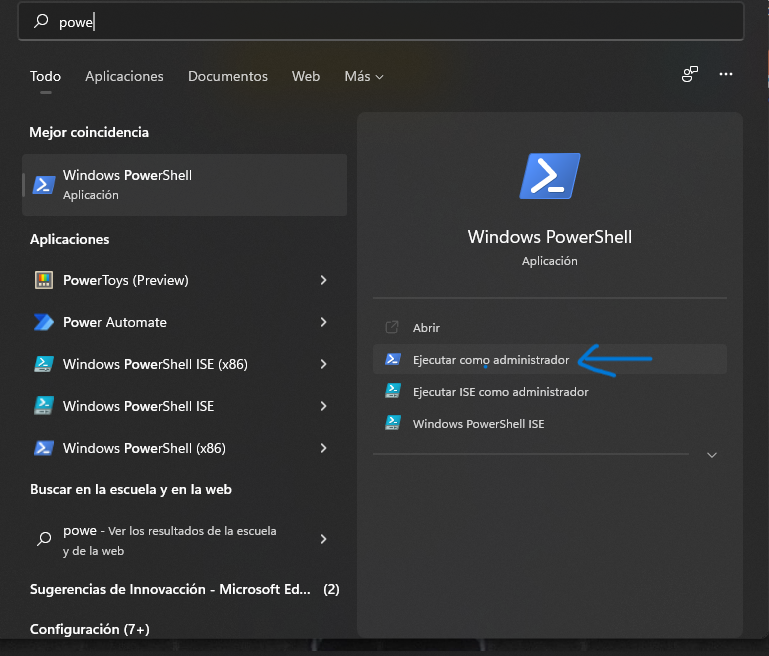 powe
Todo
Aplicaciones
Documentos
Web
Más
Mejor coincidencia
Windows PowerShell
Aplicación
Aplicaciones
PowerToys (Preview)
Power Automate
Windows PowerShell ISE (x86)
Windows PowerShell ISE
Windows PowerShell (x86)
Buscar en la escuela y en la web
powe - Ver los resultados de la escuela
y de la web
Sugerencias de Innovacción - Microsoft Ed... (2)
Configuración (7+)
Windows PowerShell
Aplicación
Abrir
Ejecutar como administrador
Ejecutar ISE como administrador
Windows PowerShell ISE